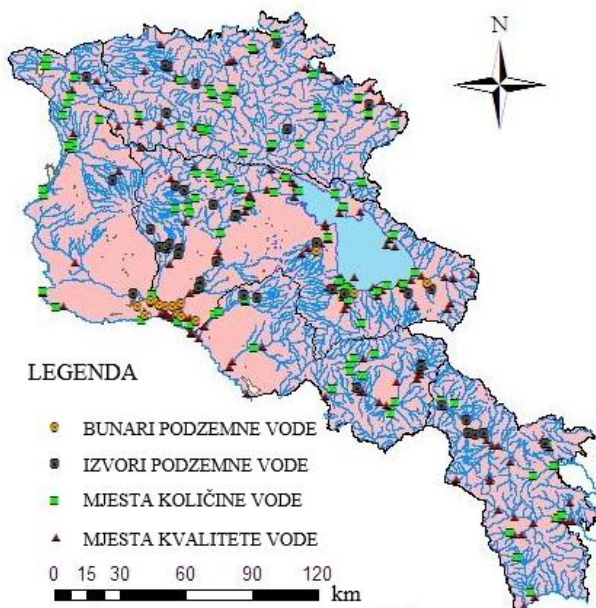 N
LEGENDA
BUNARI PODZEMNE VODE
IZVORI PODZEMNE VODE
MJESTA KOLIČINE VODE
MJESTA KVALITETE VODE
0 15 30 60 90 120
km